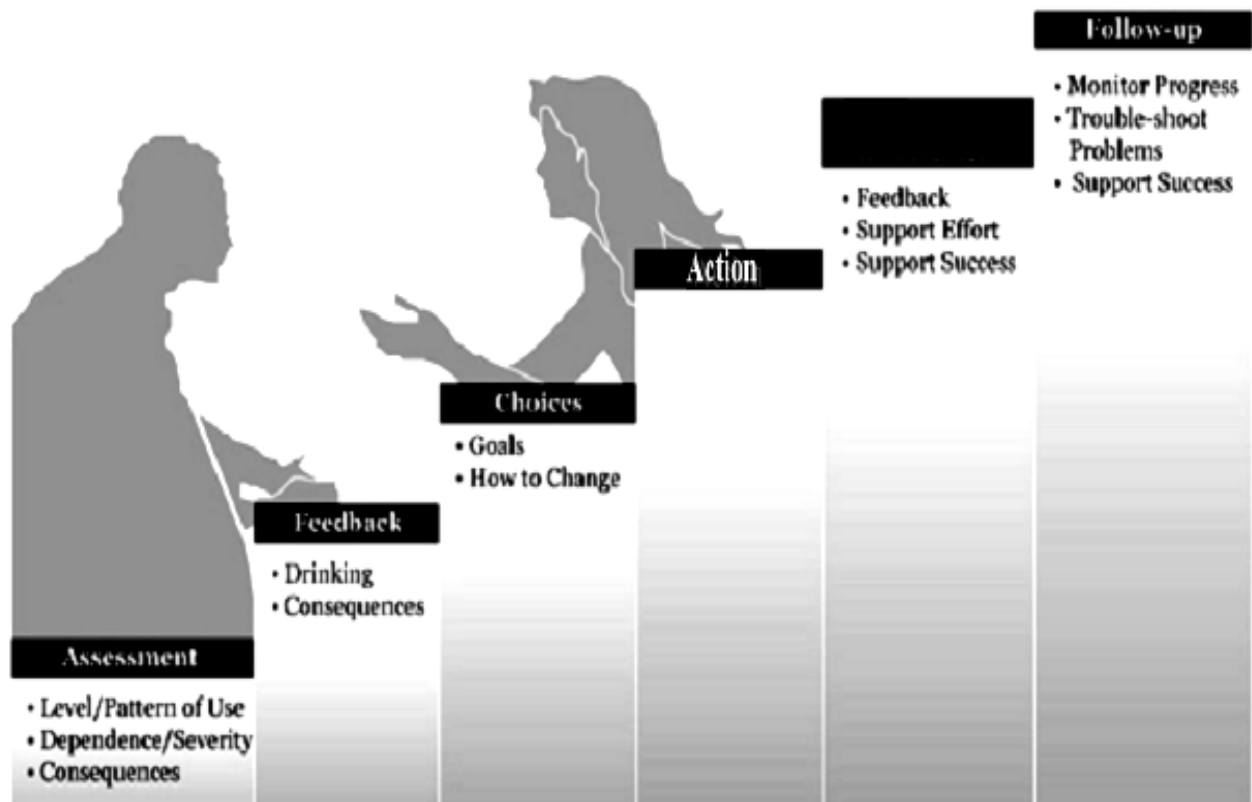 Assessment
• Level/Pattern of Use
• Dependence/Severity
• Consequences
Feedback
• Drinking
• Consequences
Choices
• Goals
• How to Change
Action
• Feedback
• Support Effort
• Support Success
Follow-up
• Monitor Progress
• Trouble-shoot
Problems
• Support Success